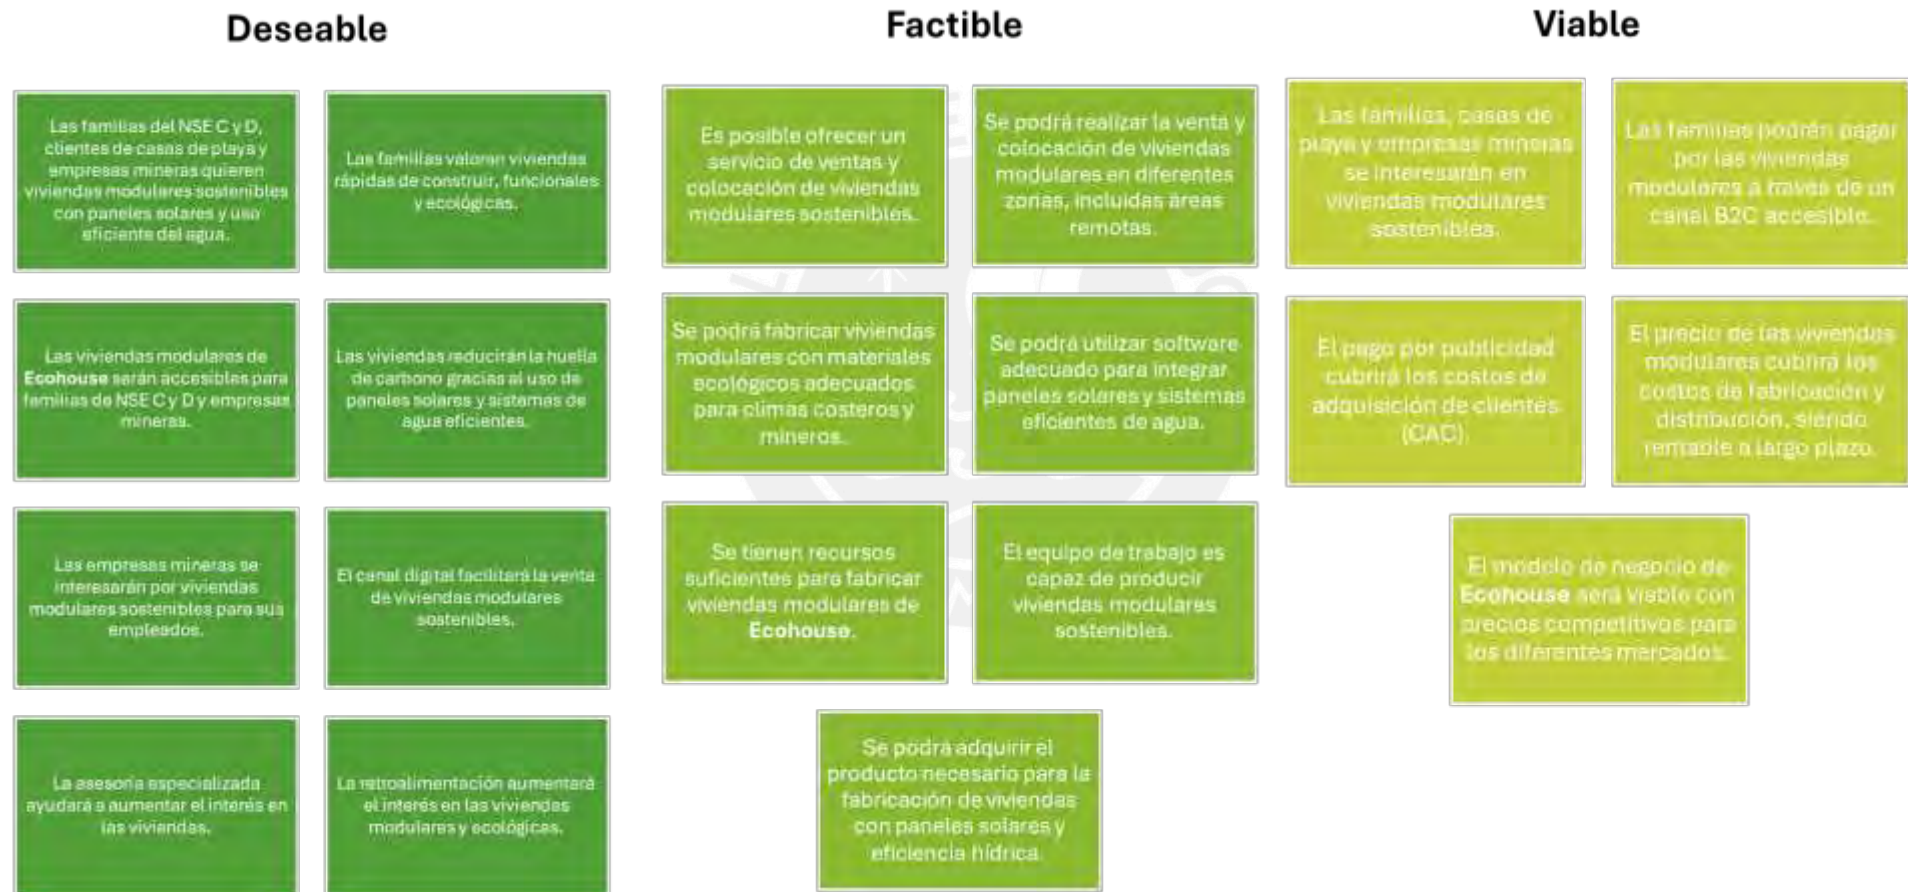 Deseable
Las familias del NSE C y D,
clientes de casas de playa y
empresas mineras quieren
viviendas modulares sostenibles
con paneles solares y uso
eficiente del agua.
Las familias valoran viviendas
rápidas de construir, funcionales
y ecológicas.
Las viviendas modulares de
Ecohouse serán accesibles para
familias de NSE C y D y empresas
mineras.
Las viviendas reducirán la huella
de carbono gracias al uso de
paneles solares y sistemas de
agua eficientes.
Las empresas mineras se
interesarán por viviendas
modulares sostenibles para sus
empleados.
El canal digital facilitará la venta
de viviendas modulares
sostenibles.
La asesoría especializada
ayudará a aumentar el interés en
las viviendas.
La retroalimentación aumentará
el interés en las viviendas
modulares y ecológicas.
Factible
Es posible ofrecer un
servicio de ventas y
colocación de viviendas
modulares sostenibles.
Se podrá realizar la venta y
colocación de viviendas
modulares en diferentes
zonas, incluidas áreas
remotas.
Se podrá fabricar viviendas
modulares con materiales
ecológicos adecuados
para climas costeros y
mineros.
Se podrá utilizar software
adecuado para integrar
paneles solares y sistemas
eficientes de agua.
Se tienen recursos
suficientes para fabricar
viviendas modulares de
Ecohouse.
El equipo de trabajo es
capaz de producir
viviendas modulares
sostenibles.
Se podrá adquirir el
producto necesario para la
fabricación de viviendas
con paneles solares y
eficiencia hídrica.
Viable
Las familias, casas de
playa y empresas mineras
se interesarán en
viviendas modulares
sostenibles.
Las familias podrán pagar
por las viviendas
modulares a través de un
canal B2C accesible.
El pago por publicidad
cubrirá los costos de
adquisición de clientes
(CAC).
El precio de las viviendas
modulares cubrirá los
costos de fabricación y
distribución, siendo
rentable a largo plazo.
El modelo de negocio de
Ecohouse será viable con
precios competitivos para
los diferentes mercados.